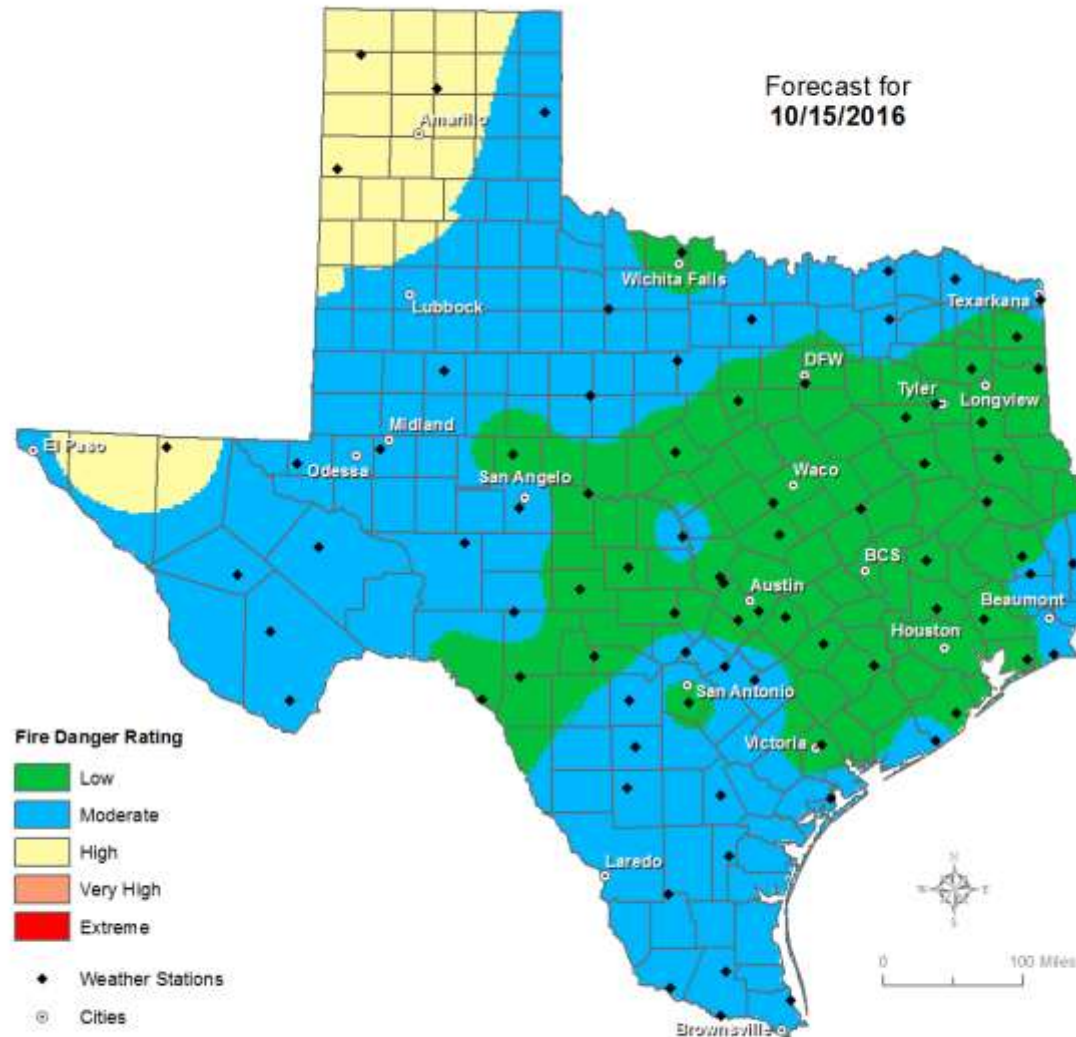 Forecast for
10/15/2016
Amarillo
Wichita Falls
Lubbock
Texarkana
DFW
Tyler
Longview
El Paso
Midland
Odessa
San Angelo
Waco
BCS
Austin
Beaumont
Houston
San Antonio
Victoria
Laredo
Brownsville
Fire Danger Rating
Low
Moderate
High
Very High
Extreme
Weather Stations
Cities
N
W
E
S
0
100 Miles